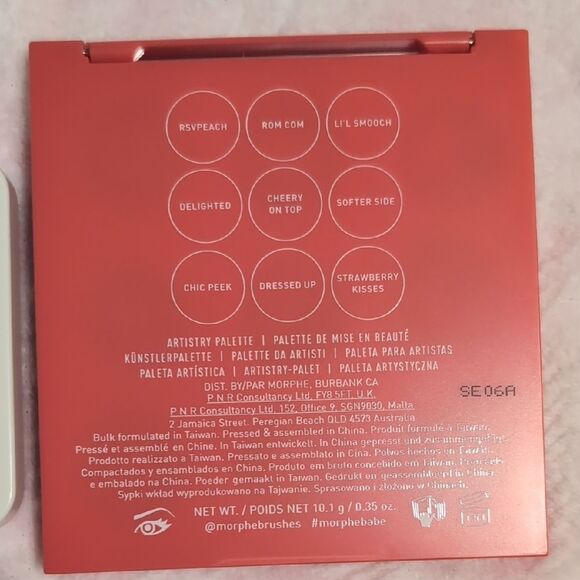 RSVPEACH
ROM COM
LI'L SMOOCH
DELIGHTED
CHEERY
ON TOP
SOFTER SIDE
CHIC PEEK
DRESSED UP
STRAWBERRY
KISSES
ARTISTRY PALETTE | PALETTE DE MISE EN BEAUTÉ
KÜNSTLERPALETTE | PALETTE DA ARTISTI | PALETA PARA ARTISTAS
PALETA ARTÍSTICA | ARTISTRY-PALET | PALETA ARTYSTYCZNA
DIST. BY/PAR MORPHE, BURBANK CA
P N R Consultancy Ltd, FY8 5FT, U.K.
P N R Consultancy Ltd, 152, Office 9, SGN9030, Malta
2 Jamaica Street. Peregian Beach QLD 4573 Australia
Bulk formulated in Taiwan. Pressed & assembled in China. Produit formulé à Taïwan.
Pressé et assemblé en Chine. In Taiwan entwickelt. In China gepresst und zusammengefügt.
Prodotto realizzato a Taiwan. Pressato e assemblato in Cina. Polvos hechos en Taiwán.
Compactados y ensamblados en China. Produto em bruto concebido em Taiwan. Prensado
e embalado na China. Poeder gemaakt in Taiwan. Gedrukt en geassembleerd in China.
Sypki wkład wyprodukowano na Tajwanie. Sprasowano i złożono w Chinach.
NET WT. / POIDS NET 10.1 g / 0.35 oz.
@morphebrushes #morphebabe
SE06A